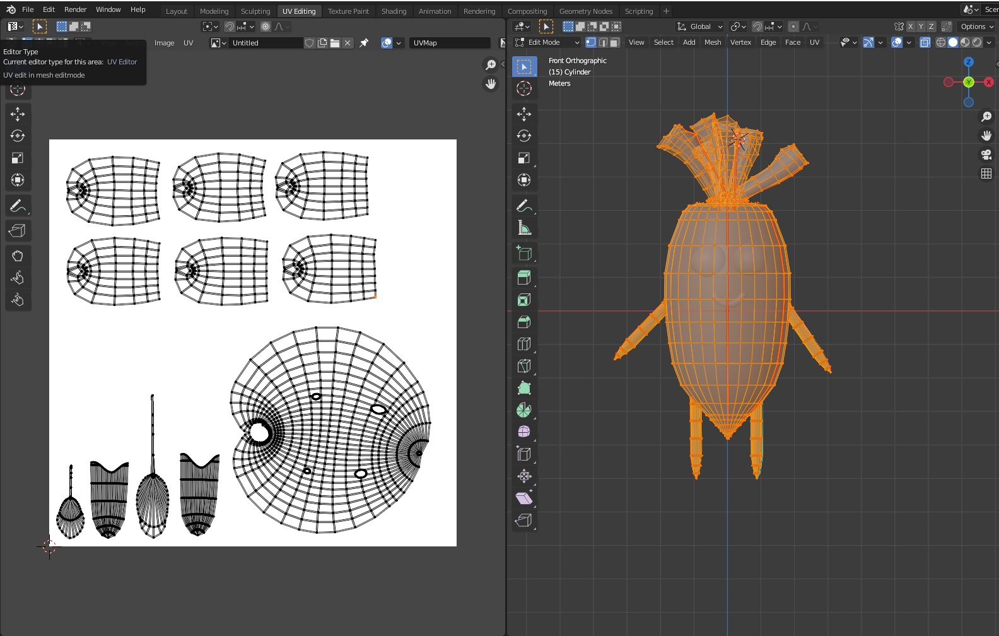 File Edit Render Window Help
Layout Modeling Sculpting UV Editing Texture Paint Shading Animation Rendering Compositing Geometry Nodes Scripting +
Scer
Global
X Y Z
Options
View Select Image UV
Untitled
UVMap
Edit Mode
View Select Add Mesh Vertex Edge Face UV
Editor Type
Current editor type for this area: UV Editor
UV edit in mesh editmode
Front Orthographic
(15) Cylinder
Meters
Z
Y
X